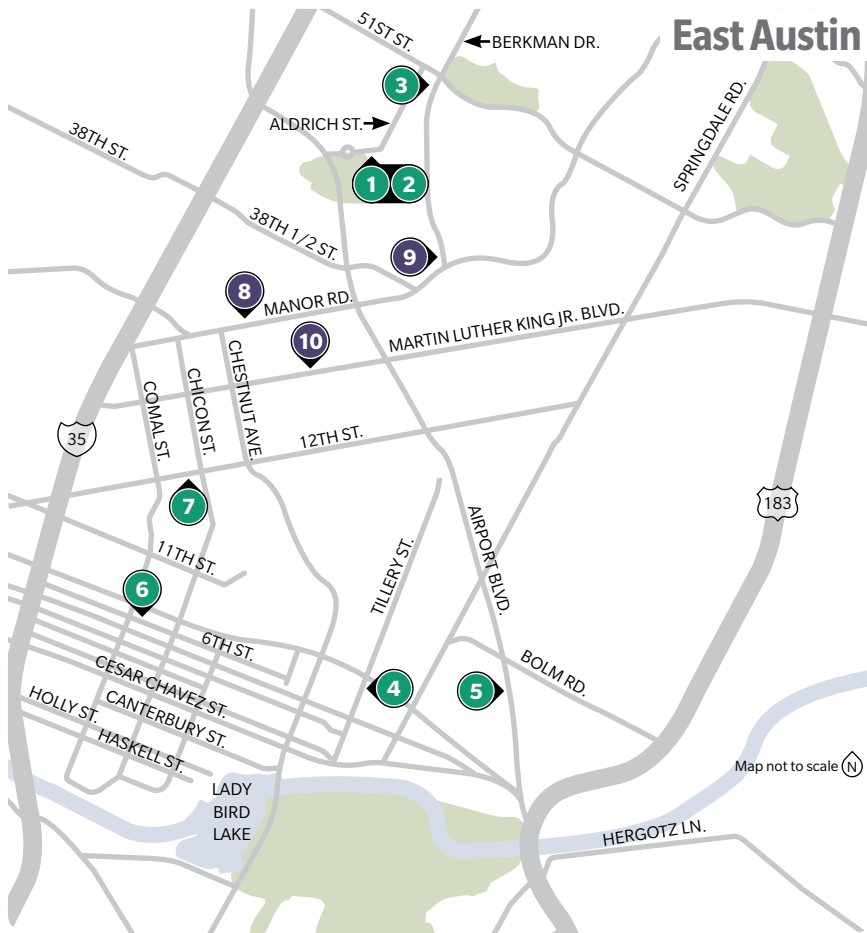 East Austin
51ST ST.
BERKMAN DR.
3
ALDRICH ST.
SPRINGDALE RD.
38TH ST.
1
2
38TH 1/2 ST.
9
8
MANOR RD.
10
MARTIN LUTHER KING JR. BLVD.
COMAL ST.
CHICON ST.
CHESTNUT AVE.
35
12TH ST.
7
183
11TH ST.
TILLERY ST.
AIRPORT BLVD.
6
6TH ST.
4
5
BOLM RD.
CESAR CHAVEZ ST.
HOLLY ST.
CANTERBURY ST.
HASKELL ST.
Map not to scale N
LADY
BIRD
LAKE
HERGOTZ LN.